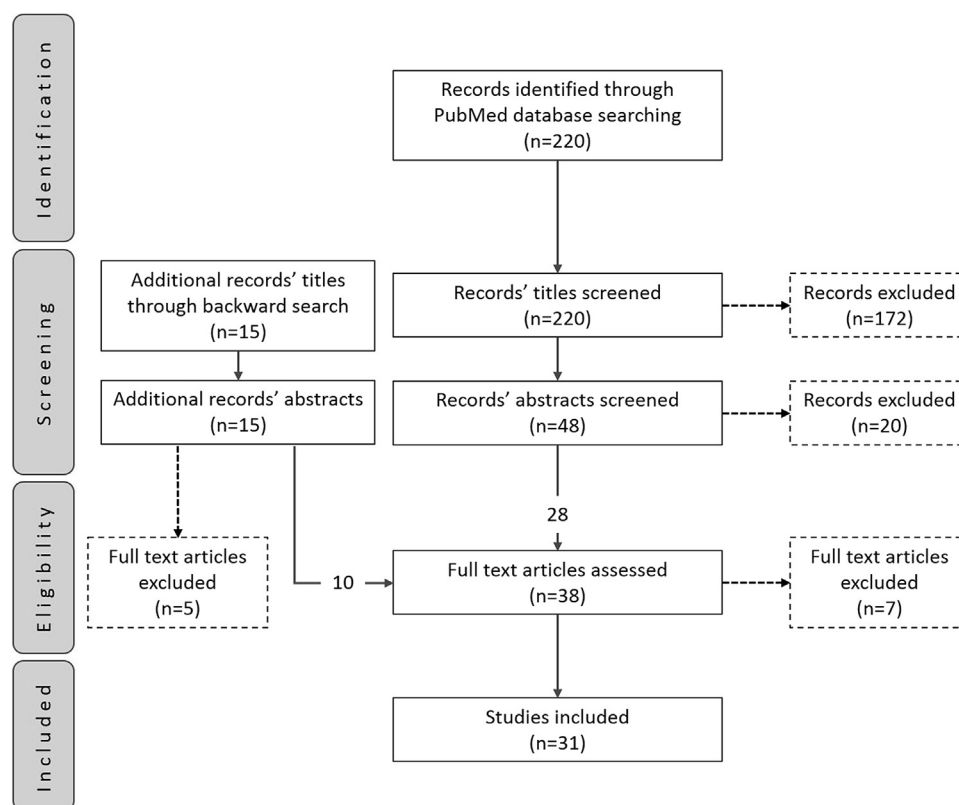 Identification
Records identified through
PubMed database searching
(n=220)
Screening
Additional records’ titles
through backward search
(n=15)
Records’ titles screened
(n=220)
Records excluded
(n=172)
Additional records’ abstracts
(n=15)
Records’ abstracts screened
(n=48)
Records excluded
(n=20)
Eligibility
28
Full text articles
excluded
(n=5)
10
Full text articles assessed
(n=38)
Full text articles
excluded
(n=7)
Included
Studies included
(n=31)